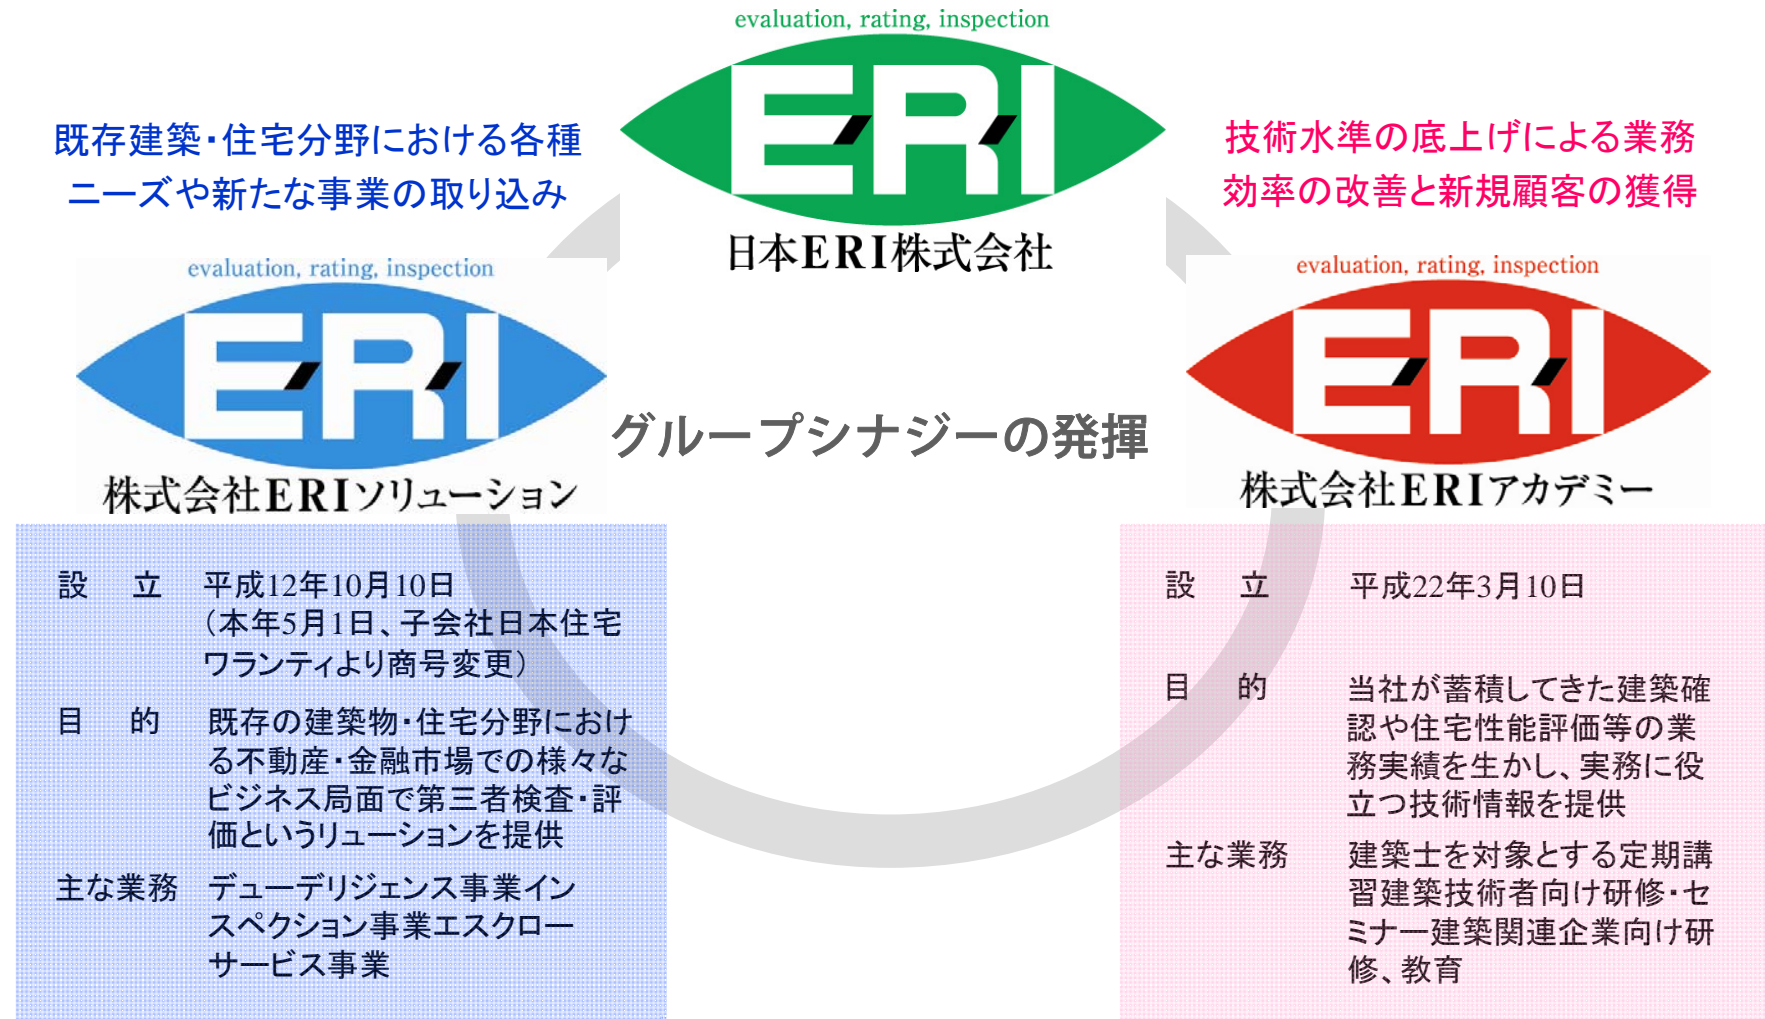 evaluation, rating, inspection
ERI
日本ERI株式会社
既存建築・住宅分野における各種
ニーズや新たな事業の取り込み
技術水準の底上げによる業務
効率の改善と新規顧客の獲得
evaluation, rating, inspection
ERI
株式会社ERIソリューション
evaluation, rating, inspection
ERI
株式会社ERIアカデミー
グループシナジーの発揮
設 立 平成12年10月10日
（本年5月1日、子会社日本住宅
ワランティより商号変更）
目 的 既存の建築物・住宅分野におけ
る不動産・金融市場での様々な
ビジネス局面で第三者検査・評
価というリューションを提供
主な業務 デューデリジェンス事業イン
スペクション事業エスクロー
サービス事業
設 立 平成22年3月10日
目 的 当社が蓄積してきた建築確
認や住宅性能評価等の業
務実績を生かし、実務に役
立つ技術情報を提供
主な業務 建築士を対象とする定期講
習建築技術者向け研修・セ
ミナー建築関連企業向け研
修、教育